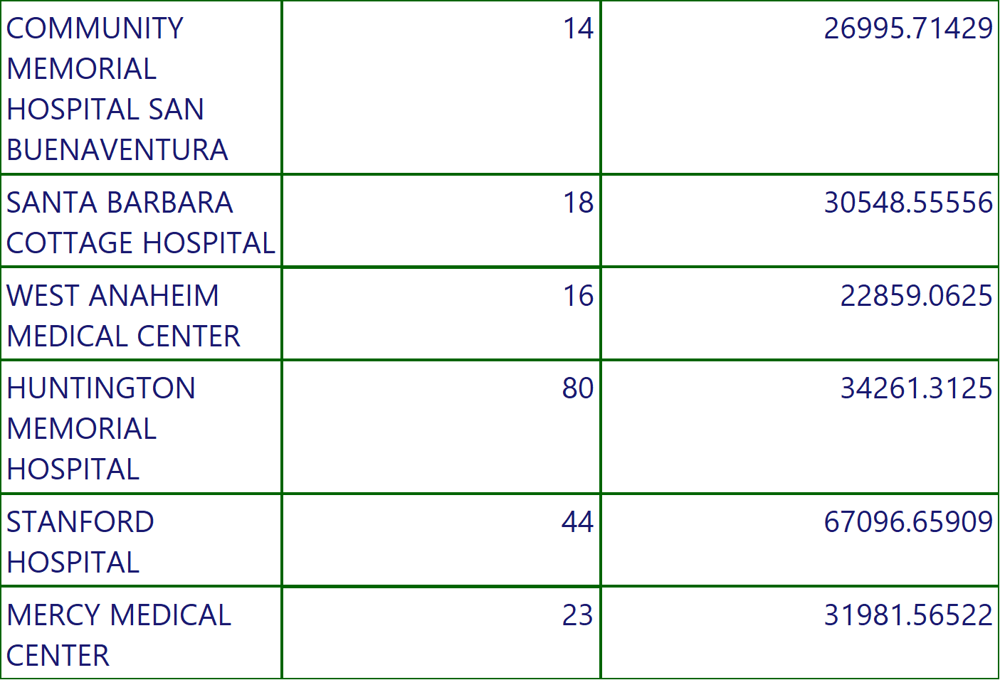 COMMUNITY 14 26995.71429
MEMORIAL
HOSPITAL SAN
BUENAVENTURA
SANTA BARBARA 18 30548.55556
COTTAGE HOSPITAL
WEST ANAHEIM 16 22859.0625
MEDICAL CENTER
HUNTINGTON 80 34261.3125
MEMORIAL
HOSPITAL
STANFORD 44 67096.65909
HOSPITAL
MERCY MEDICAL 23 31981.56522
CENTER